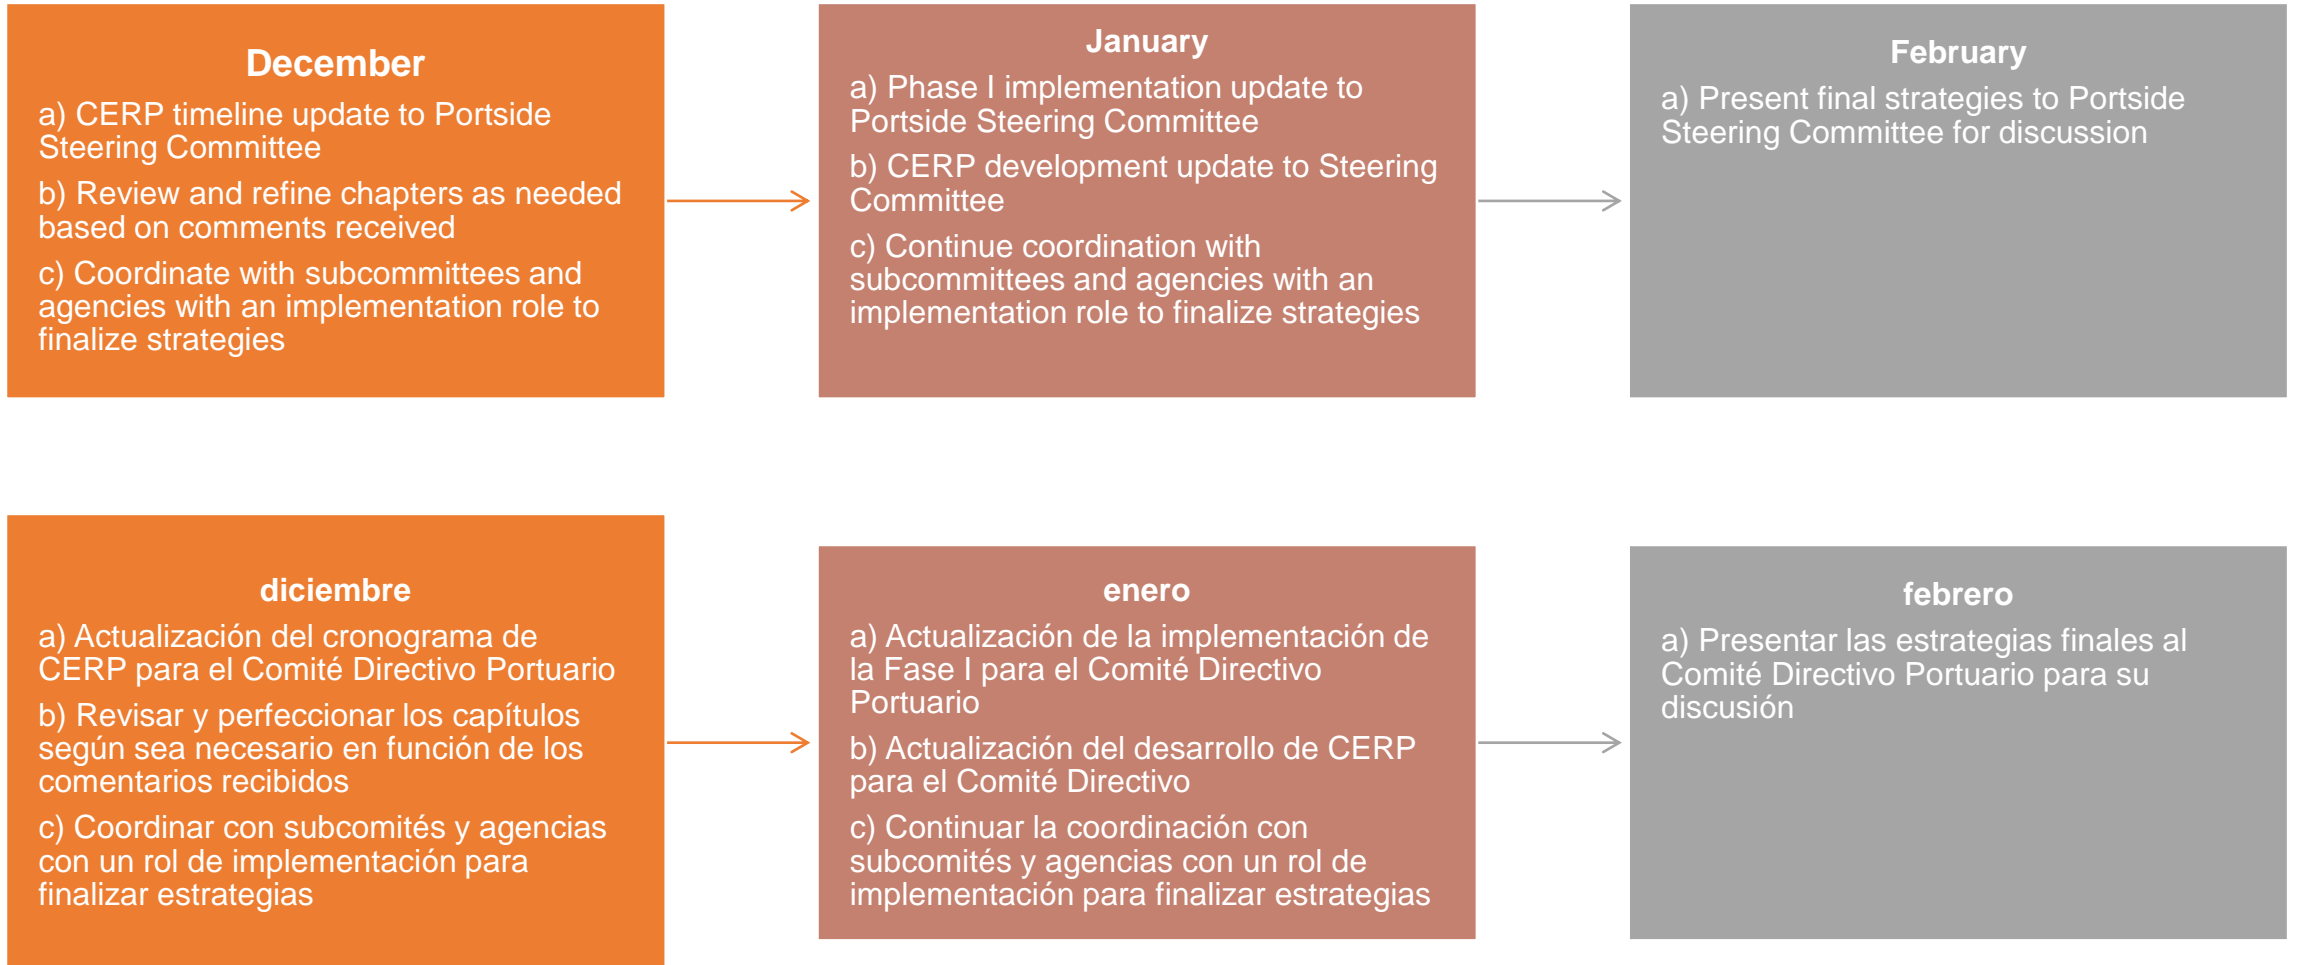 December
a) CERP timeline update to Portside
Steering Committee
b) Review and refine chapters as needed
based on comments received
c) Coordinate with subcommittees and
agencies with an implementation role to
finalize strategies
January
a) Phase I implementation update to
Portside Steering Committee
b) CERP development update to Steering
Committee
c) Continue coordination with
subcommittees and agencies with an
implementation role to finalize strategies
February
a) Present final strategies to Portside
Steering Committee for discussion
diciembre
a) Actualización del cronograma de
CERP para el Comité Directivo Portuario
b) Revisar y perfeccionar los capítulos
según sea necesario en función de los
comentarios recibidos
c) Coordinar con subcomités y agencias
con un rol de implementación para
finalizar estrategias
enero
a) Actualización de la implementación de
la Fase I para el Comité Directivo
Portuario
b) Actualización del desarrollo de CERP
para el Comité Directivo
c) Continuar la coordinación con
subcomités y agencias con un rol de
implementación para finalizar estrategias
febrero
a) Presentar las estrategias finales al
Comité Directivo Portuario para su
discusión